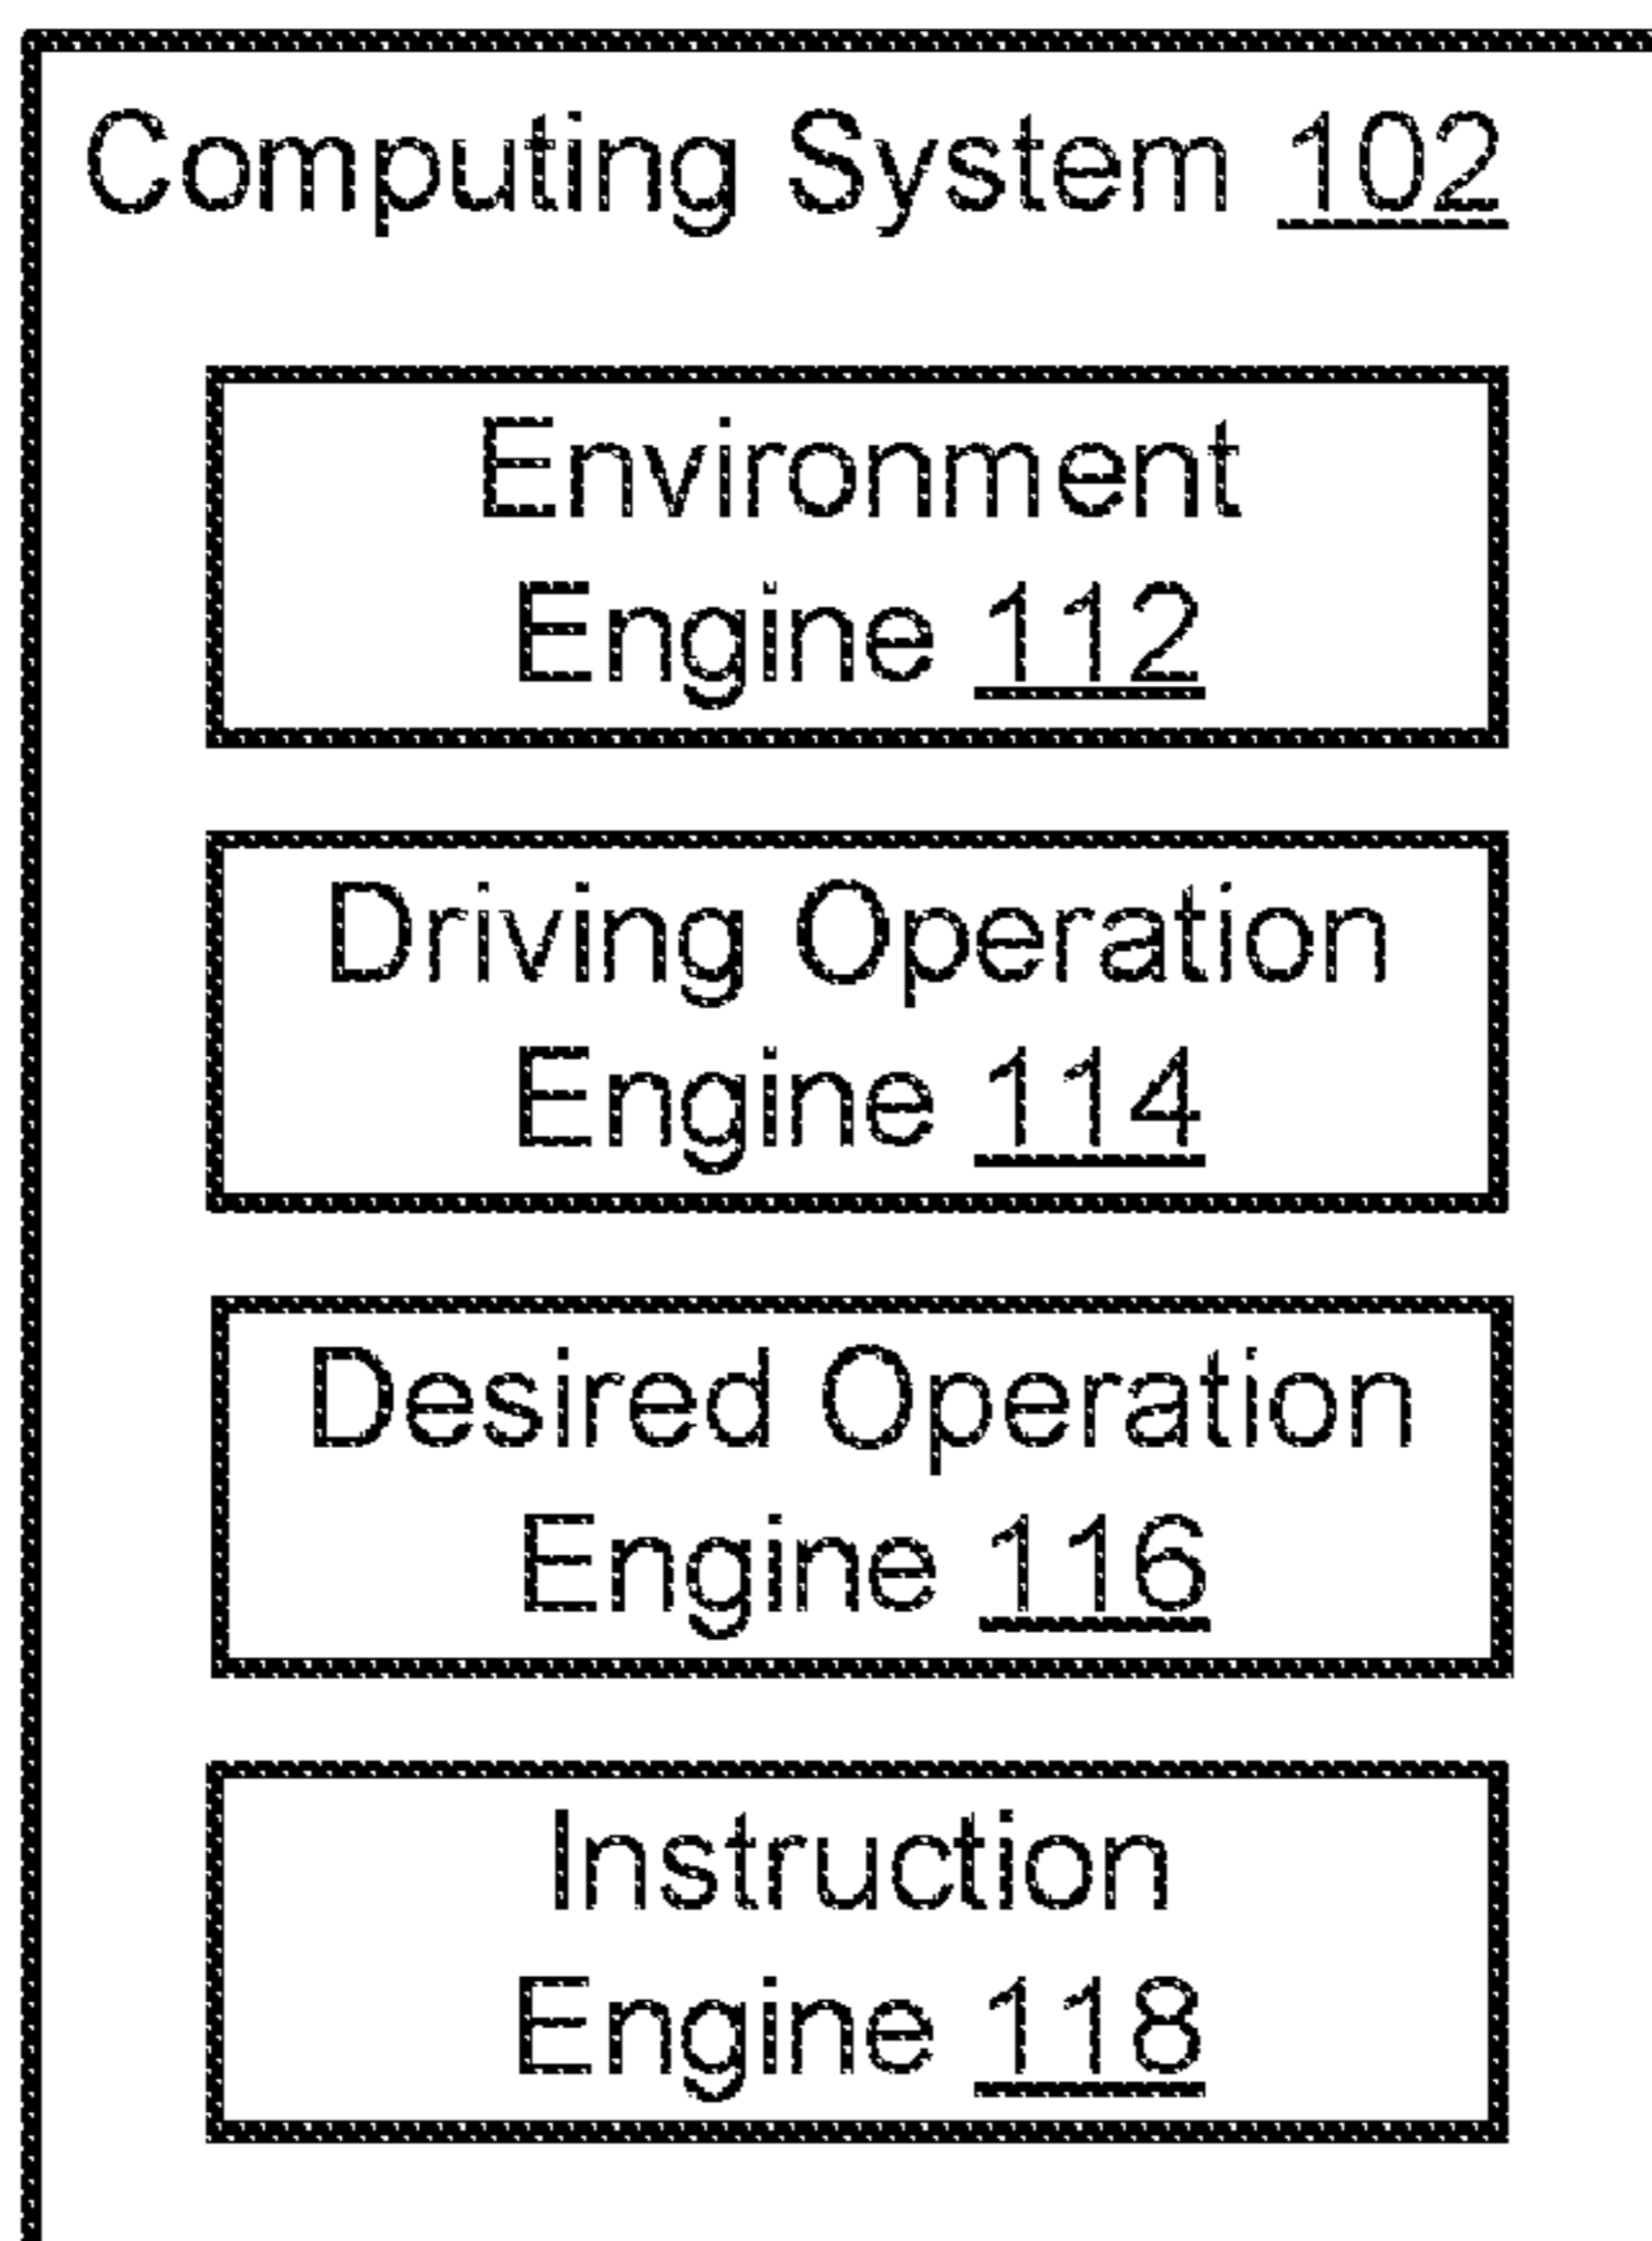 Computing System 102
Environment
Engine 112
Driving Operation
Engine 114
Desired Operation
Engine 116
Instruction
Engine 118